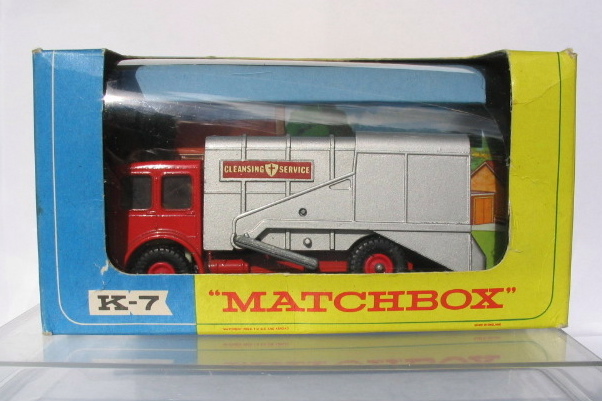 CLEANSING SERVICE
K-7
"MATCHBOX"